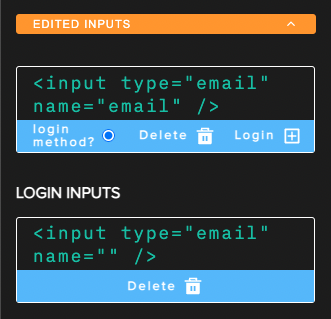 EDITED INPUTS
<input type="email"
name="email" />
login
method? Delete Login
LOGIN INPUTS
<input type="email"
name="" />
Delete